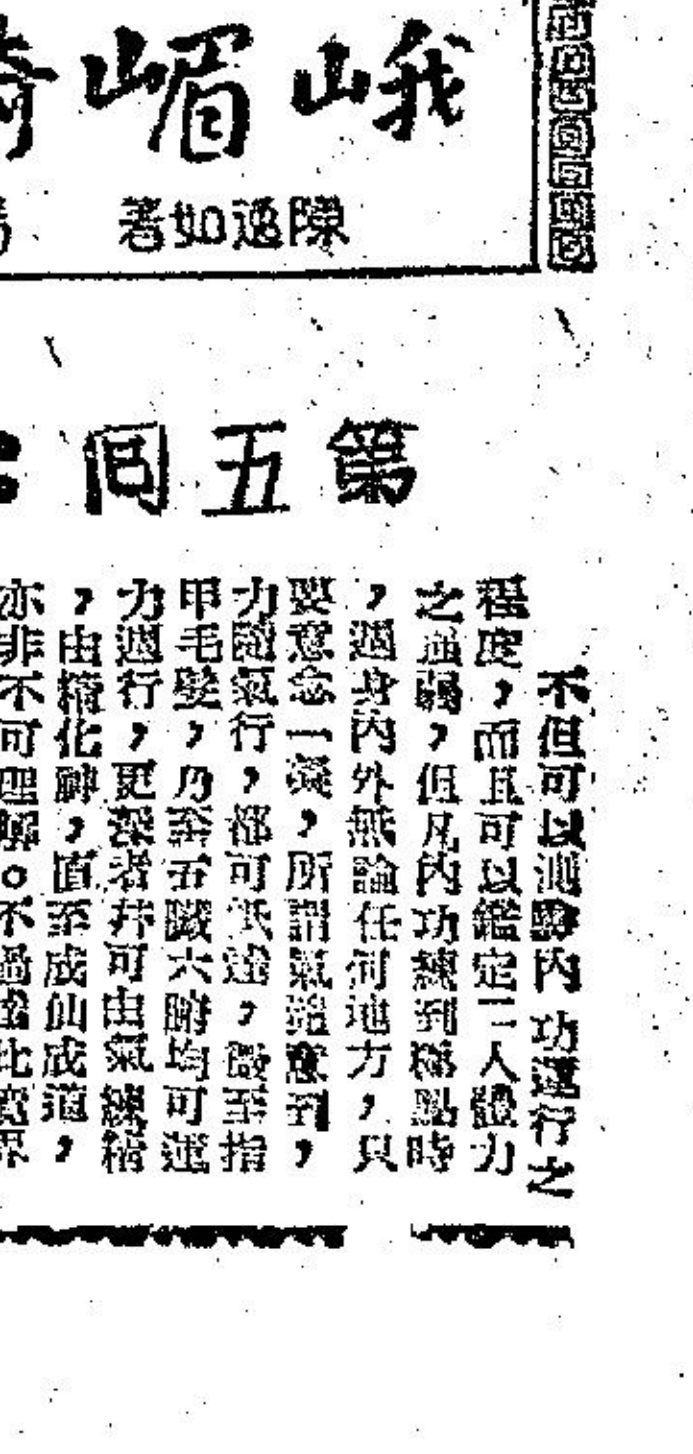 峨嵋
陳逸如著
第五回
不但可以測驗內功運行之
程度，而且可以鑑定二人體力
之強弱，但凡內功練到極點時
，週身內外無論任何地方，只
要意念一凝，所謂氣隨意到，
力隨氣行，都可抵達，微至指
甲毛髮，乃至五臟六腑均可運
力週行，更深者并可由氣練精
，由精化神，直至成仙成道，
亦非不可理解。不過此境界